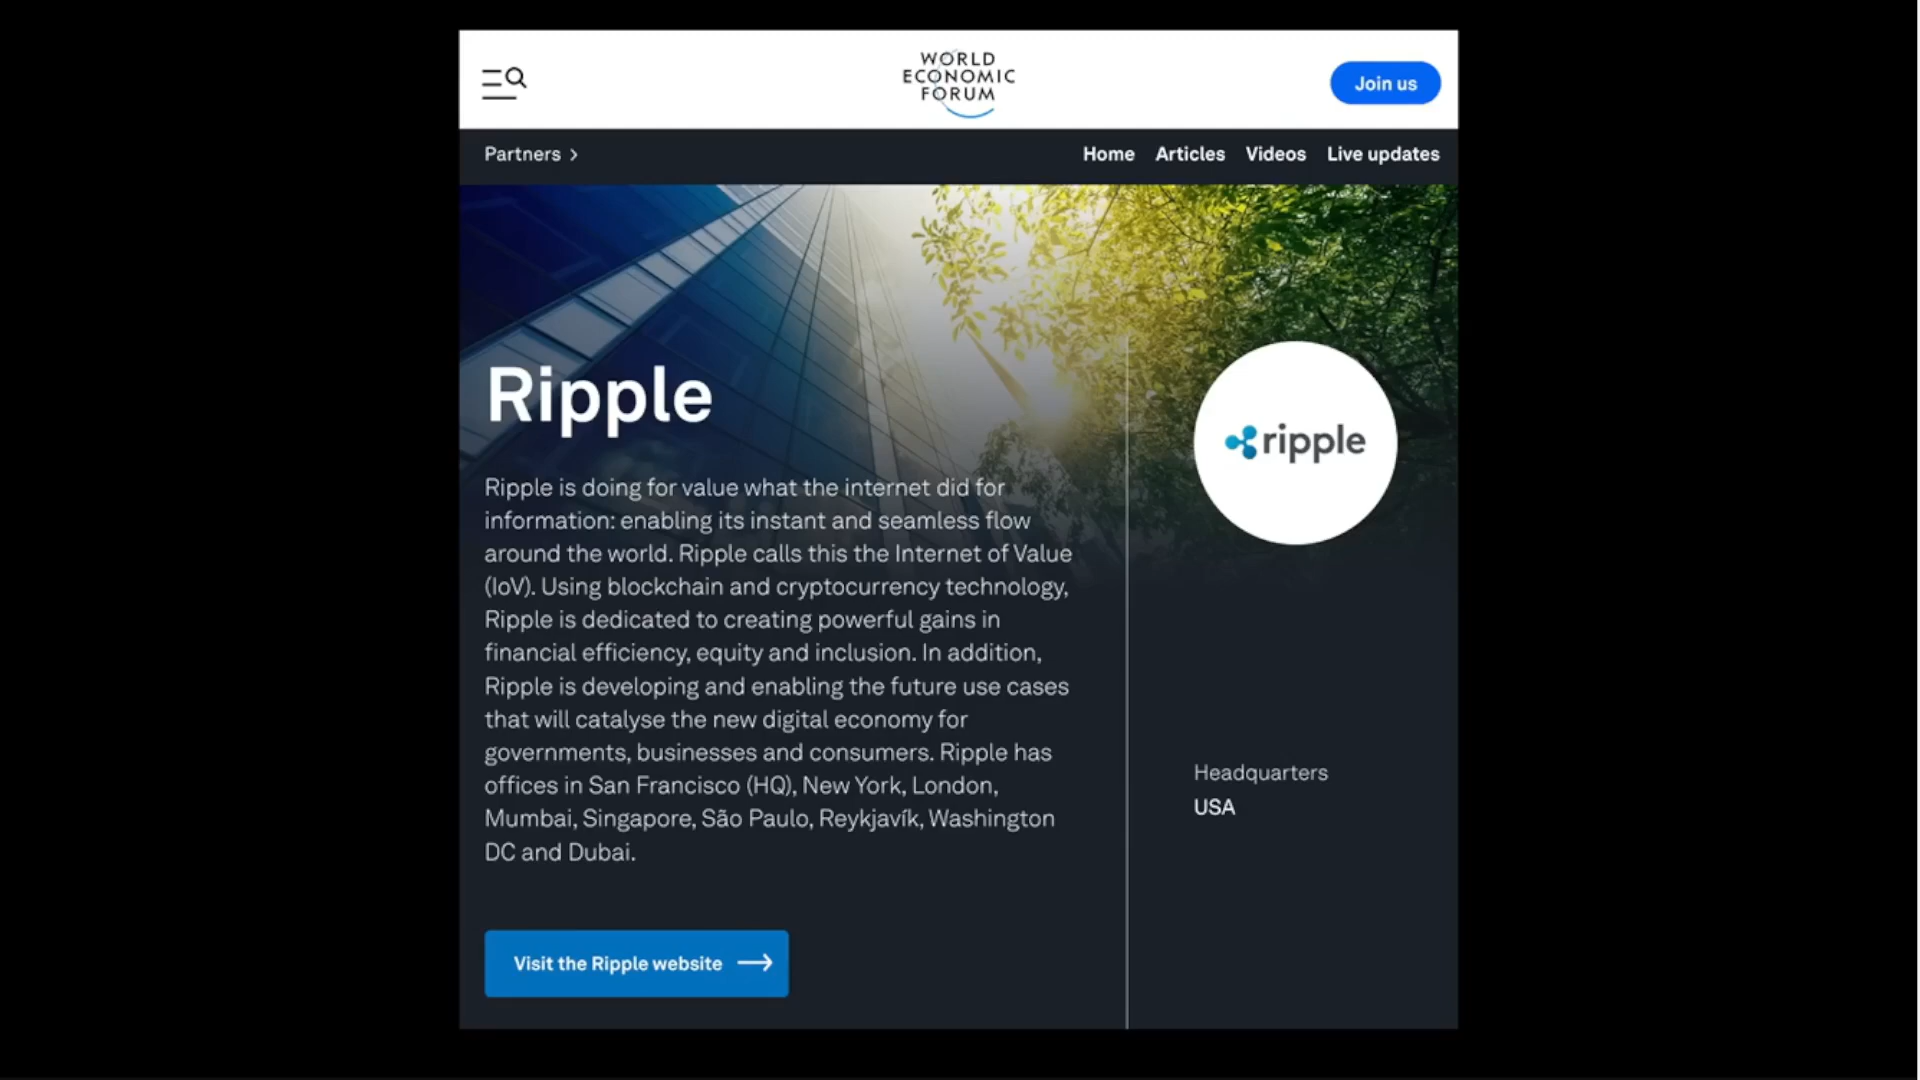 WORLD
ECONOMIC
FORUM
Join us
Partners
Home Articles Videos Live updates
Ripple
ripple
Ripple is doing for value what the internet did for
information: enabling its instant and seamless flow
around the world. Ripple calls this the Internet of Value
(IoV). Using blockchain and cryptocurrency technology,
Ripple is dedicated to creating powerful gains in
financial efficiency, equity and inclusion. In addition,
Ripple is developing and enabling the future use cases
that will catalyse the new digital economy for
governments, businesses and consumers. Ripple has
offices in San Francisco (HQ), New York, London,
Mumbai, Singapore, São Paulo, Reykjavík, Washington
DC and Dubai.
Headquarters
USA
Visit the Ripple website